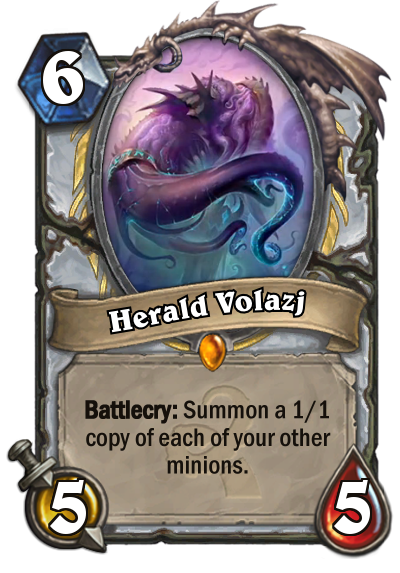 6
Herald Volazj
Battlecry: Summon a 1/1
copy of each of your other
minions.
5
5